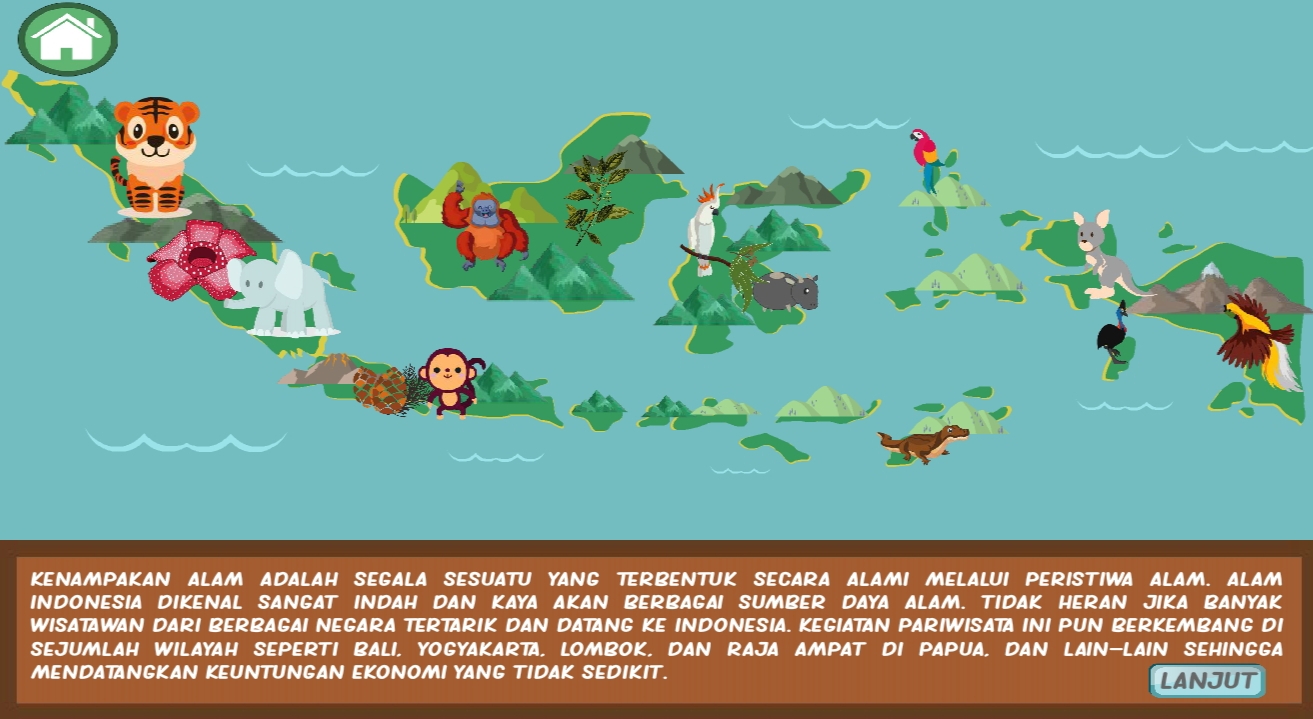 KENAMPAKAN ALAM ADALAH SEGALA SESUATU YANG TERBENTUK SECARA ALAMI MELALUI PERISTIWA ALAM. ALAM
INDONESIA DIKENAL SANGAT INDAH DAN KAYA AKAN BERBAGAI SUMBER DAYA ALAM. TIDAK HERAN JIKA BANYAK
WISATAWAN DARI BERBAGAI NEGARA TERTARIK DAN DATANG KE INDONESIA. KEGIATAN PARIWISATA INI PUN BERKEMBANG DI
SEJUMLAH WILAYAH SEPERTI BALI, YOGYAKARTA, LOMBOK, DAN RAJA AMPAT DI PAPUA, DAN LAIN-LAIN SEHINGGA
MENDATANGKAN KEUNTUNGAN EKONOMI YANG TIDAK SEDIKIT.
LANJUT